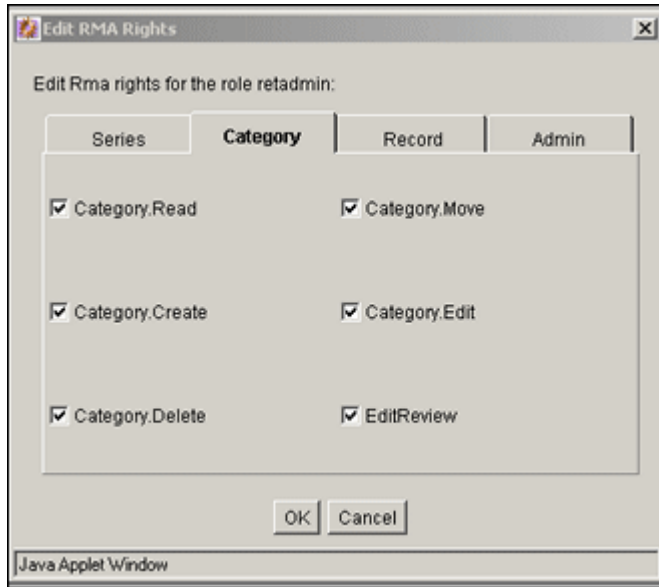 Edit RMA Rights
Edit Rma rights for the role retadmin:
Series Category Record Admin
Category.Read Category.Move
Category.Create Category.Edit
Category.Delete EditReview
OK Cancel
Java Applet Window